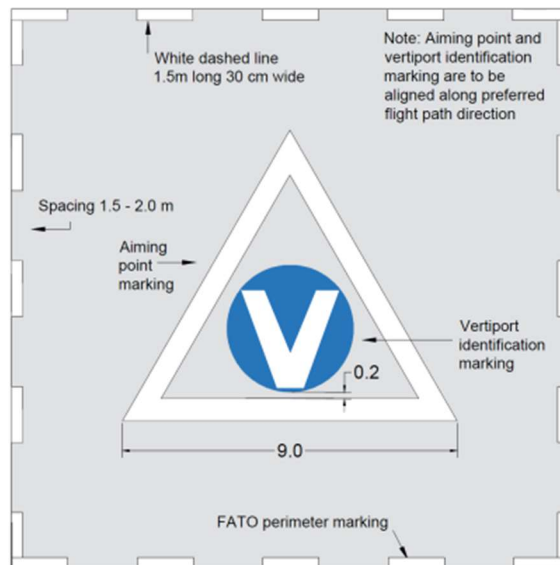 White dashed line
1.5m long 30 cm wide
Note: Aiming point and
vertiport identification
marking are to be
aligned along preferred
flight path direction
Spacing 1.5 - 2.0 m
Aiming
point
marking
V
Vertiport
identification
marking
0.2
9.0
FATO perimeter marking